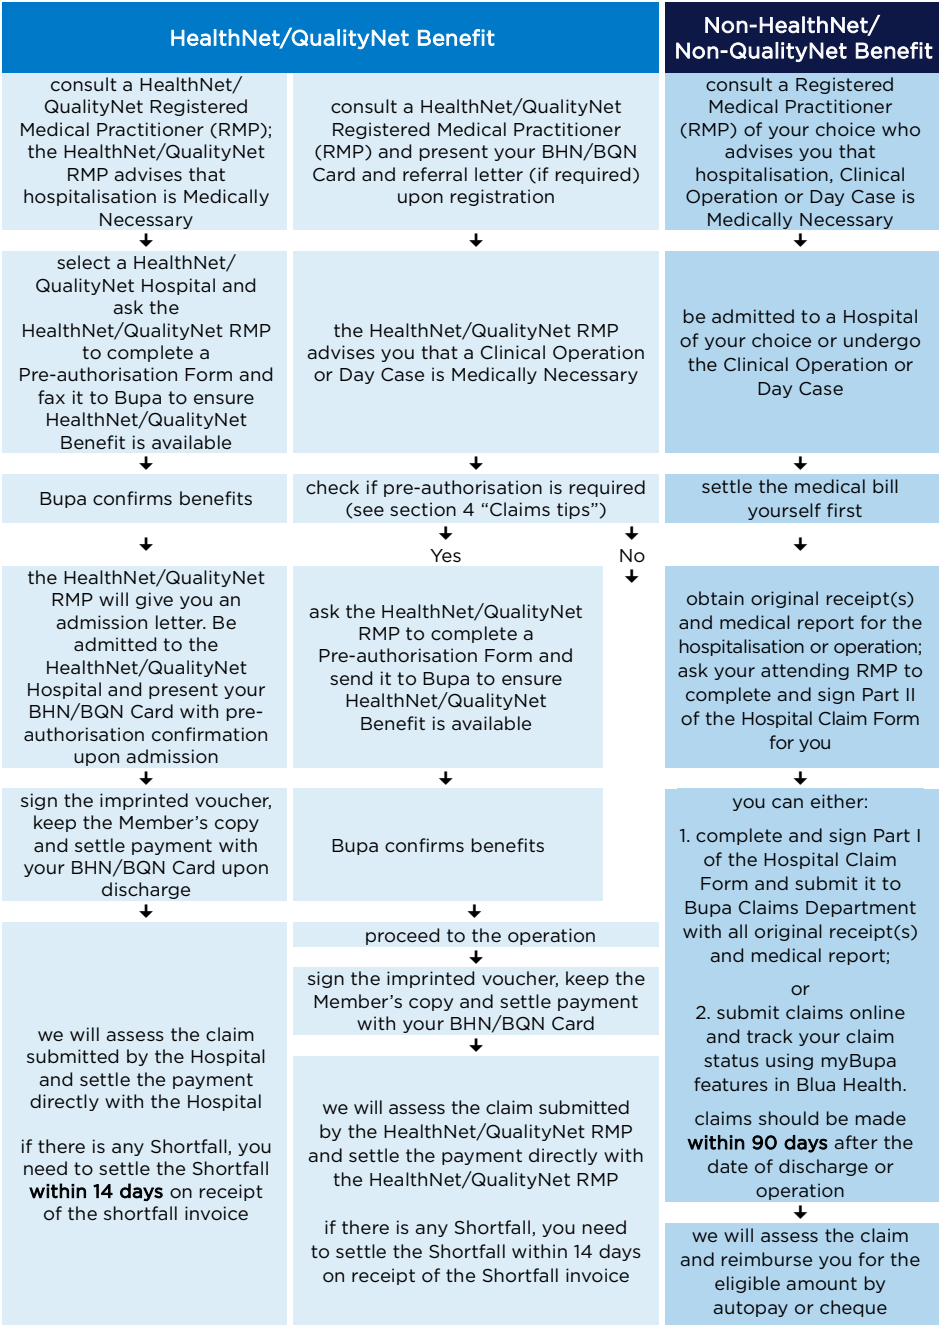 HealthNet/QualityNet Benefit
consult a HealthNet/
QualityNet Registered
Medical Practitioner (RMP);
the HealthNet/QualityNet
RMP advises that
hospitalisation is Medically
Necessary
select a HealthNet/
QualityNet Hospital and
ask the
HealthNet/QualityNet RMP
to complete a
Pre-authorisation Form and
fax it to Bupa to ensure
HealthNet/QualityNet
Benefit is available
Bupa confirms benefits
the HealthNet/QualityNet
RMP will give you an
admission letter. Be
admitted to the
HealthNet/QualityNet
Hospital and present your
BHN/BQN Card with pre-
authorisation confirmation
upon admission
sign the imprinted voucher,
keep the Member's copy
and settle payment with
your BHN/BQN Card upon
discharge
we will assess the claim
submitted by the Hospital
and settle the payment
directly with the Hospital
if there is any Shortfall, you
need to settle the Shortfall
within 14 days on receipt
of the shortfall invoice
consult a HealthNet/QualityNet
Registered Medical Practitioner
(RMP) and present your BHN/BQN
Card and referral letter (if required)
upon registration
the HealthNet/QualityNet RMP
advises you that a Clinical Operation
or Day Case is Medically Necessary
check if pre-authorisation is required
(see section 4 “Claims tips”)
Yes
No
ask the HealthNet/QualityNet
RMP to complete a
Pre-authorisation Form and
send it to Bupa to ensure
HealthNet/QualityNet
Benefit is available
Bupa confirms benefits
proceed to the operation
sign the imprinted voucher, keep the
Member's copy and settle payment
with your BHN/BQN Card
we will assess the claim submitted
by the HealthNet/QualityNet RMP
and settle the payment directly with
the HealthNet/QualityNet RMP
if there is any Shortfall, you need
to settle the Shortfall within 14 days
on receipt of the Shortfall invoice
Non-HealthNet/
Non-QualityNet Benefit
consult a Registered
Medical Practitioner
(RMP) of your choice who
advises you that
hospitalisation, Clinical
Operation or Day Case is
Medically Necessary
be admitted to a Hospital
of your choice or undergo
the Clinical Operation or
Day Case
settle the medical bill
yourself first
obtain original receipt(s)
and medical report for the
hospitalisation or operation;
ask your attending RMP to
complete and sign Part II
of the Hospital Claim Form
for you
you can either:
1. complete and sign Part I
of the Hospital Claim
Form and submit it to
Bupa Claims Department
with all original receipt(s)
and medical report;
or
2. submit claims online
and track your claim
status using myBupa
features in Blua Health.
claims should be made
within 90 days after the
date of discharge or
operation
we will assess the claim
and reimburse you for the
eligible amount by
autopay or cheque